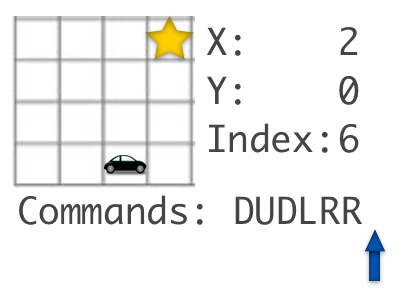 X: 2
Y: 0
Index:6
Commands: DUDLRR